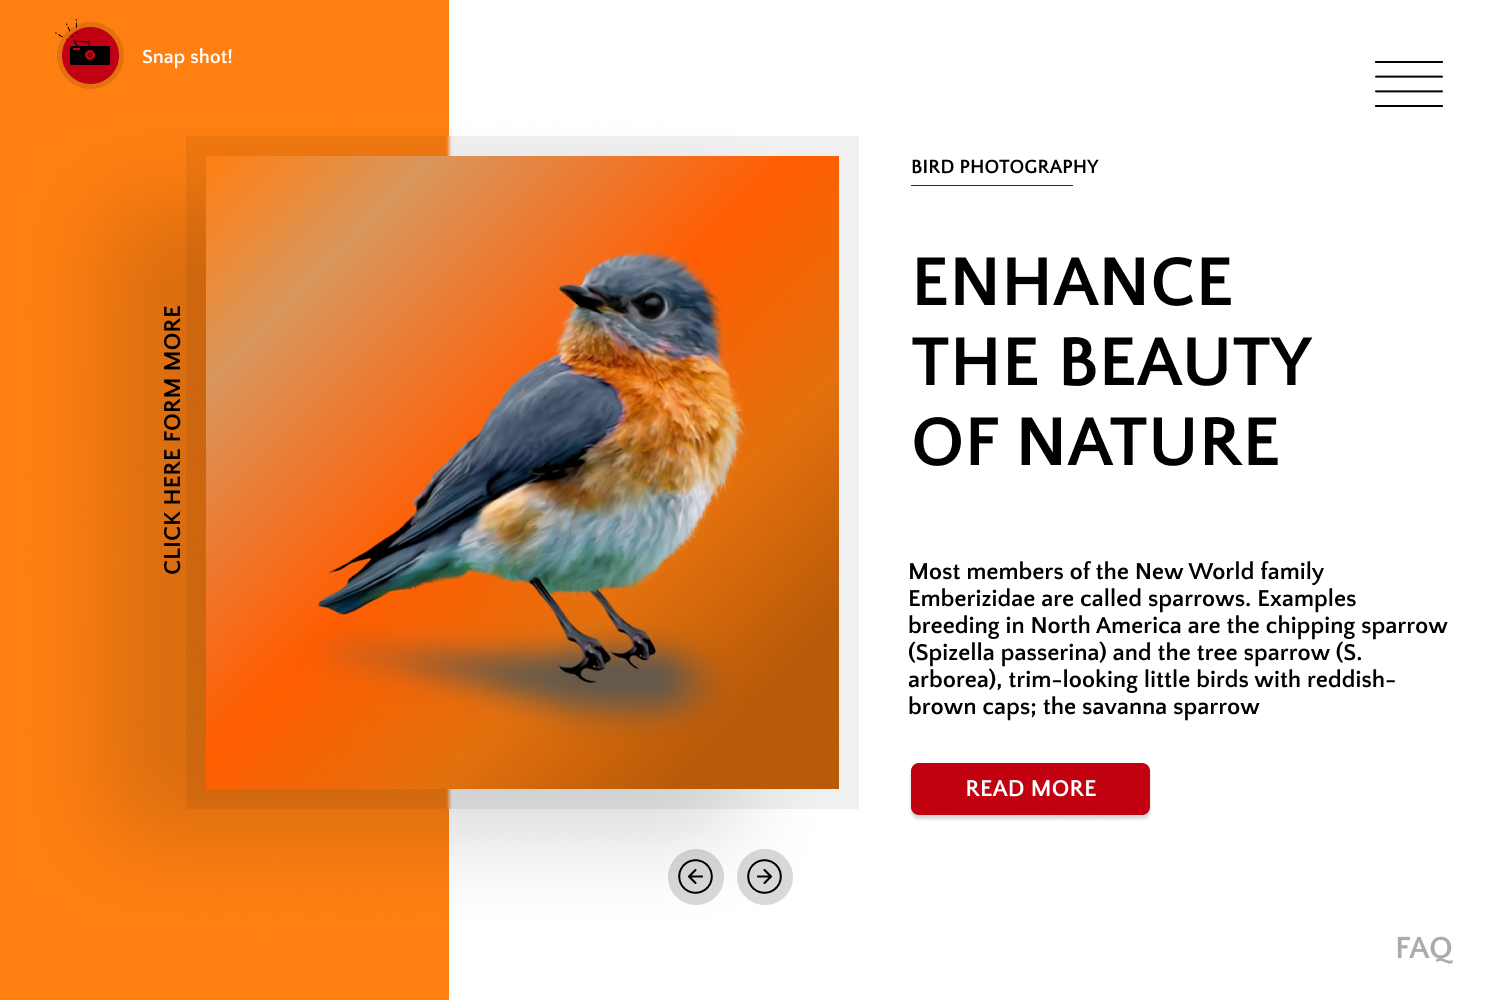 Snap shot!
BIRD PHOTOGRAPHY
ENHANCE
THE BEAUTY
OF NATURE
CLICK HERE FORM MORE
Most members of the New World family
Emberizidae are called sparrows. Examples
breeding in North America are the chipping sparrow
(Spizella passerina) and the tree sparrow (S.
arborea), trim-looking little birds with reddish-
brown caps; the savanna sparrow
READ MORE
FAQ